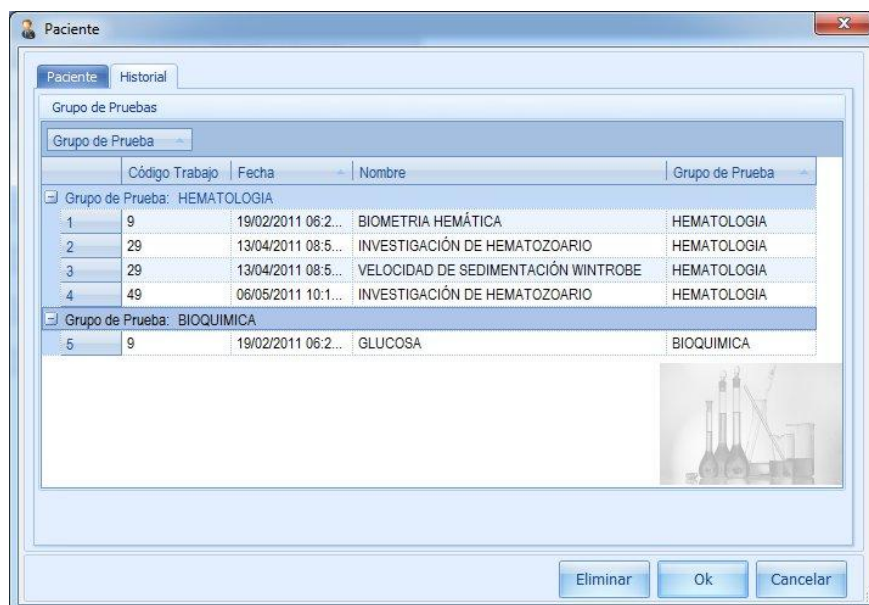 Paciente
Paciente Historial
Grupo de Pruebas
Grupo de Prueba
Código Trabajo Fecha Nombre Grupo de Prueba
Grupo de Prueba: HEMATOLOGIA
1 9 19/02/2011 06:2... BIOMETRIA HEMÁTICA HEMATOLOGIA
2 29 13/04/2011 08:5... INVESTIGACIÓN DE HEMATOZOARIO HEMATOLOGIA
3 29 13/04/2011 08:5... VELOCIDAD DE SEDIMENTACIÓN WINTROBE HEMATOLOGIA
4 49 06/05/2011 10:1... INVESTIGACIÓN DE HEMATOZOARIO HEMATOLOGIA
Grupo de Prueba: BIOQUIMICA
5 9 19/02/2011 06:2... GLUCOSA BIOQUIMICA
Eliminar Ok Cancelar